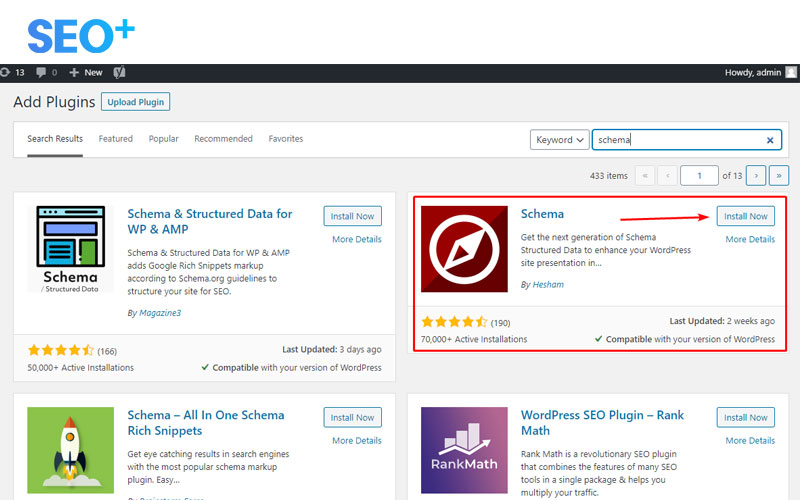 SEO+
13 0 New Howdy, admin
Add Plugins Upload Plugin
Search Results Featured Popular Recommended Favorites Keyword schema
433 items « ‹ 1 of 13 › »
Schema & Structured Data for
WP & AMP
Install Now
More Details
Schema & Structured Data for WP & AMP
adds Google Rich Snippets markup
according to Schema.org guidelines to
structure your site for SEO.
By Magazine3
Schema
/ Structured Data
(166)
Last Updated: 3 days ago
50,000+ Active Installations
Compatible with your version of WordPress
Schema
Install Now
More Details
Get the next generation of Schema
Structured Data to enhance your WordPress
site presentation in…
By Hesham
(190)
Last Updated: 2 weeks ago
70,000+ Active Installations
Compatible with your version of WordPress
Schema – All In One Schema
Rich Snippets
Install Now
More Details
Get eye catching results in search engines
with the most popular schema markup
plugin. Easy…
WordPress SEO Plugin – Rank
Math
Install Now
More Details
RankMath
Rank Math is a revolutionary SEO plugin
that combines the features of many SEO
tools in a single package & helps you
multiply your traffic.